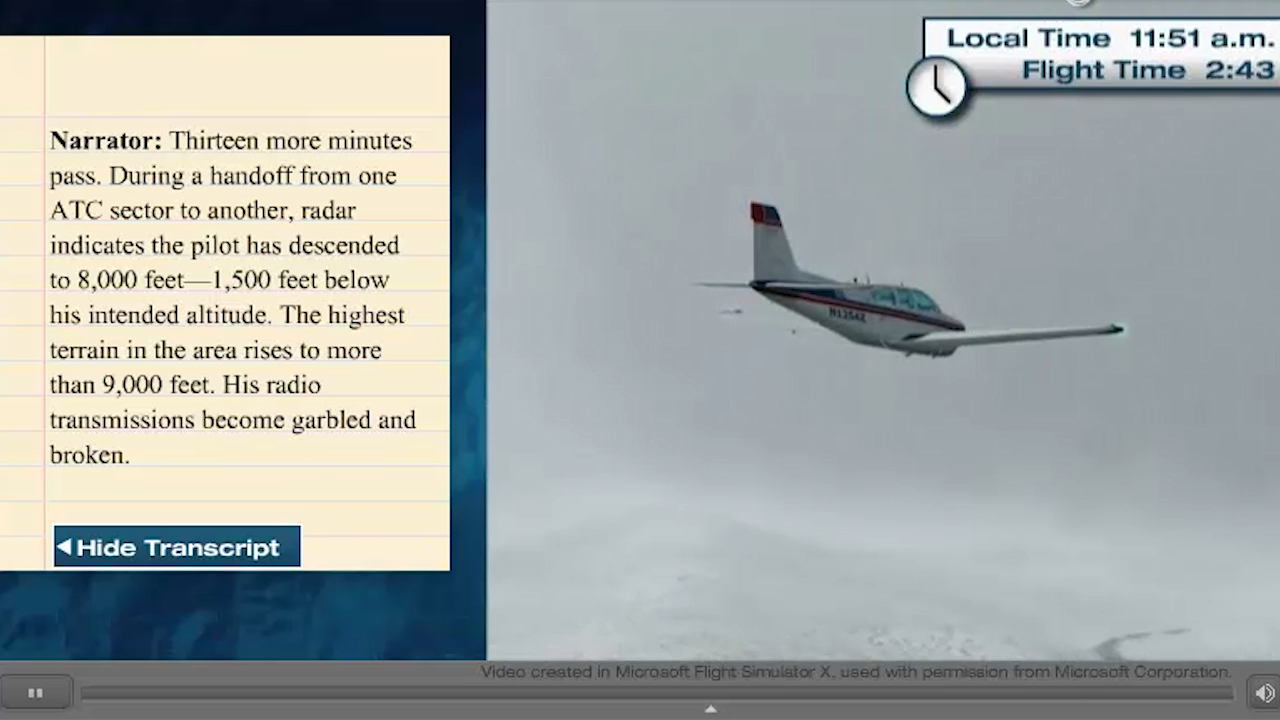 Local Time 11:51 a.m.
Flight Time 2:43
Narrator: Thirteen more minutes
pass. During a handoff from one
ATC sector to another, radar
indicates the pilot has descended
to 8,000 feet—1,500 feet below
his intended altitude. The highest
terrain in the area rises to more
than 9,000 feet. His radio
transmissions become garbled and
broken.
Hide Transcript
Video created in Microsoft Flight Simulator X, used with permission from Microsoft Corporation.